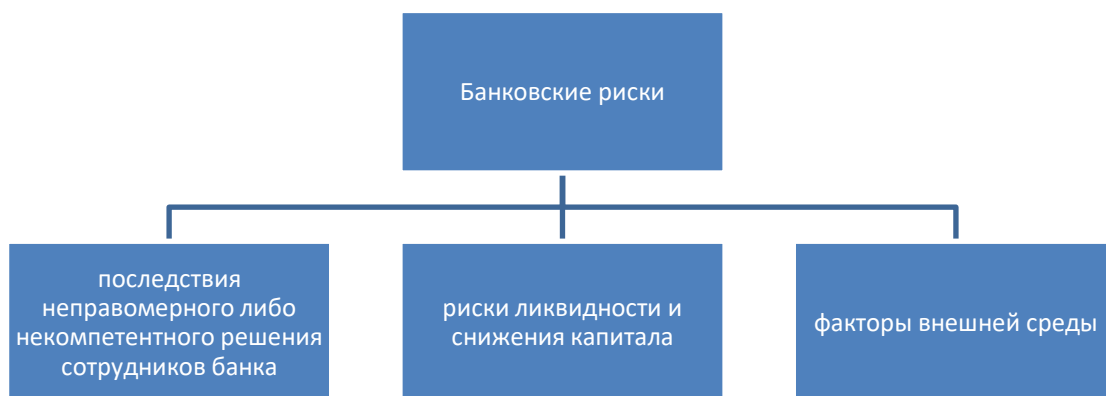 Банковские риски
последствия
неправомерного либо
некомпетентного решения
сотрудников банка
риски ликвидности и
снижения капитала
факторы внешней среды